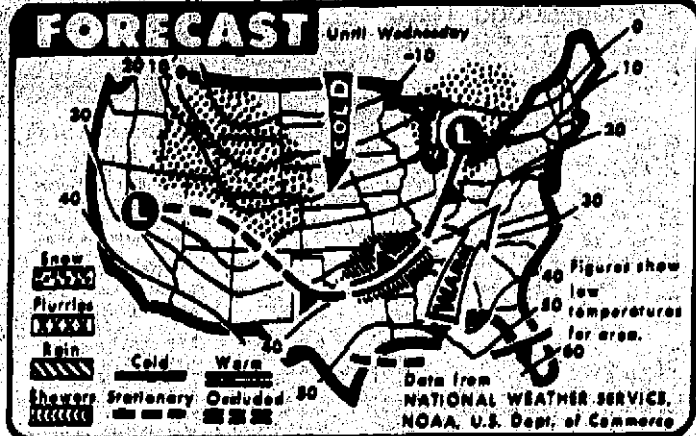 FORECAST
Until Wednesday
-10
0
10
20
30
20 10
30
40
COLD
L
L
WARM
Snow
Flurries
Rain
Showers
Cold
Warm
Stationary
Occluded
50
40
50
60
Figures show
low
temperatures
for area.
Data from
NATIONAL WEATHER SERVICE,
NOAA, U.S. Dept. of Commerce